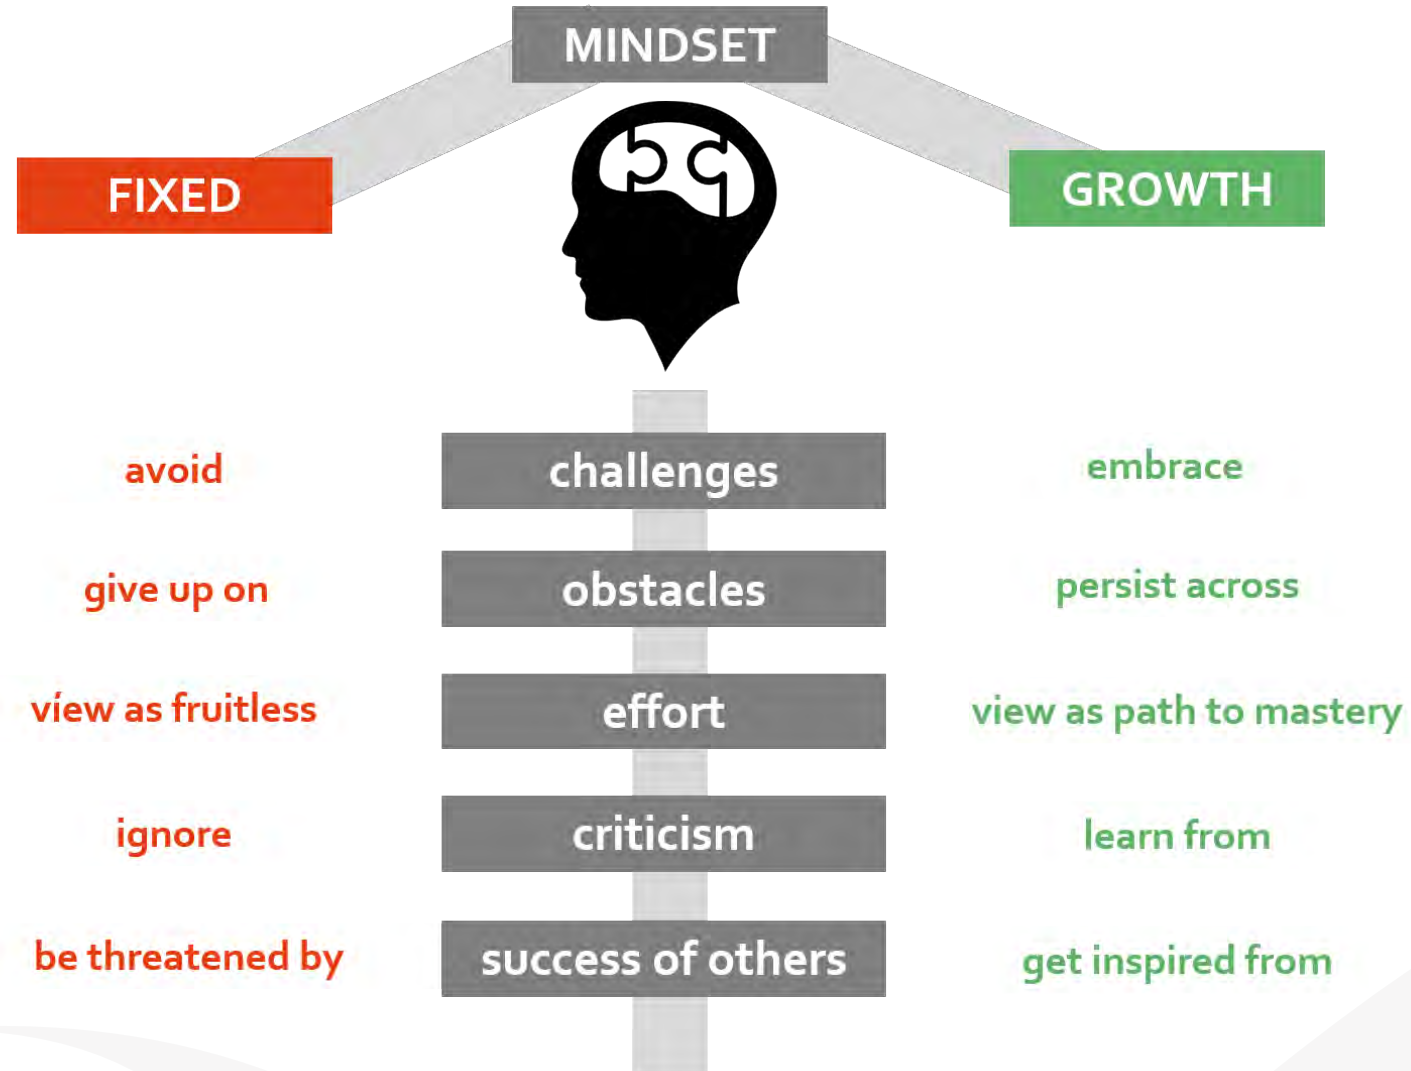 MINDSET
FIXED
GROWTH
avoid
challenges
embrace
give up on
obstacles
persist across
víew as fruitless
effort
view as path to mastery
ignore
criticism
learn from
be threatened by
success of others
get inspired from